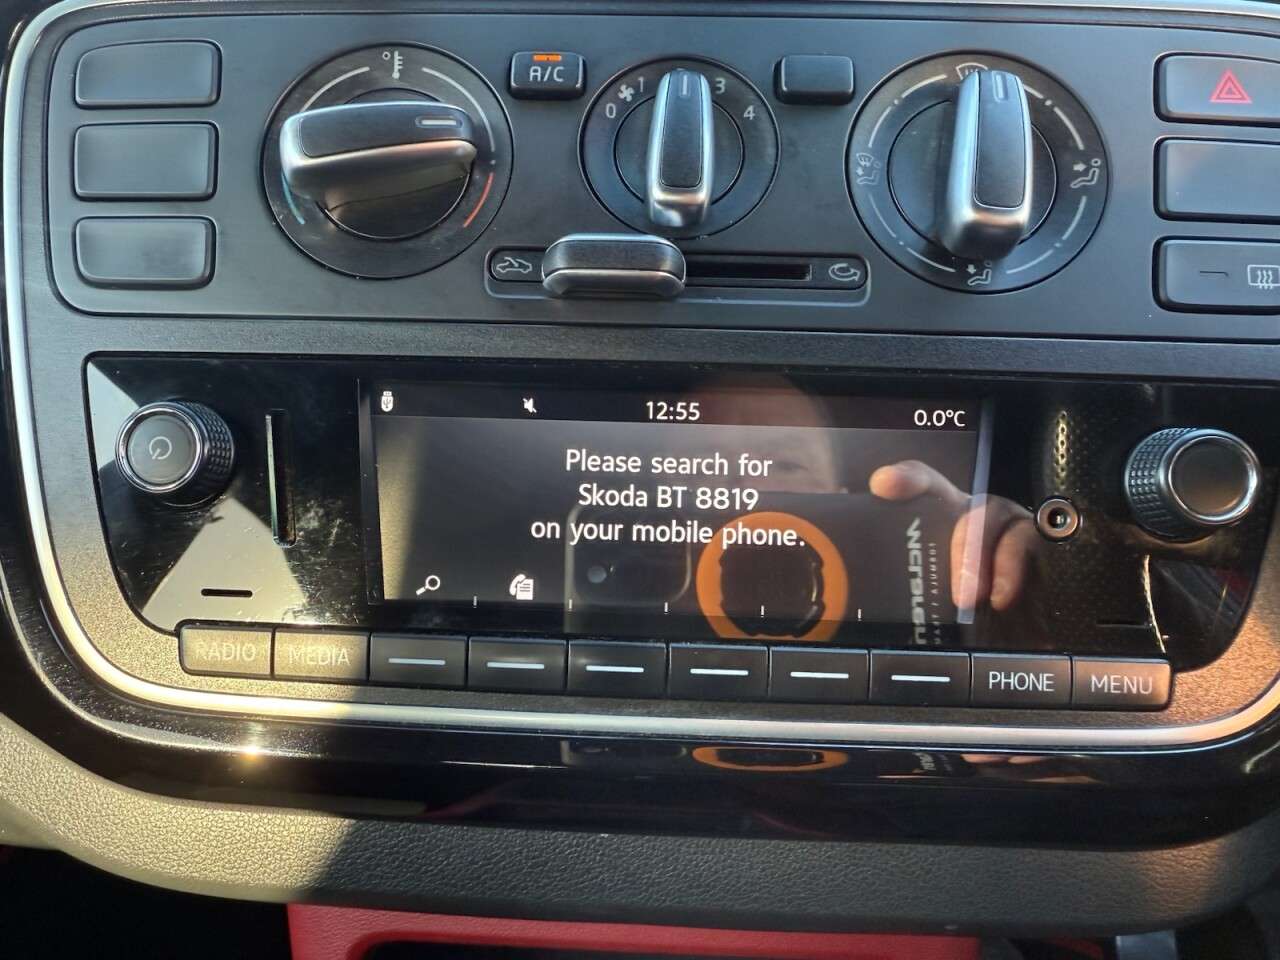 A/C
0 1 3 4
12:55 0.0°C
Please search for
Skoda BT 8819
on your mobile phone.
RADIO MEDIA PHONE MENU